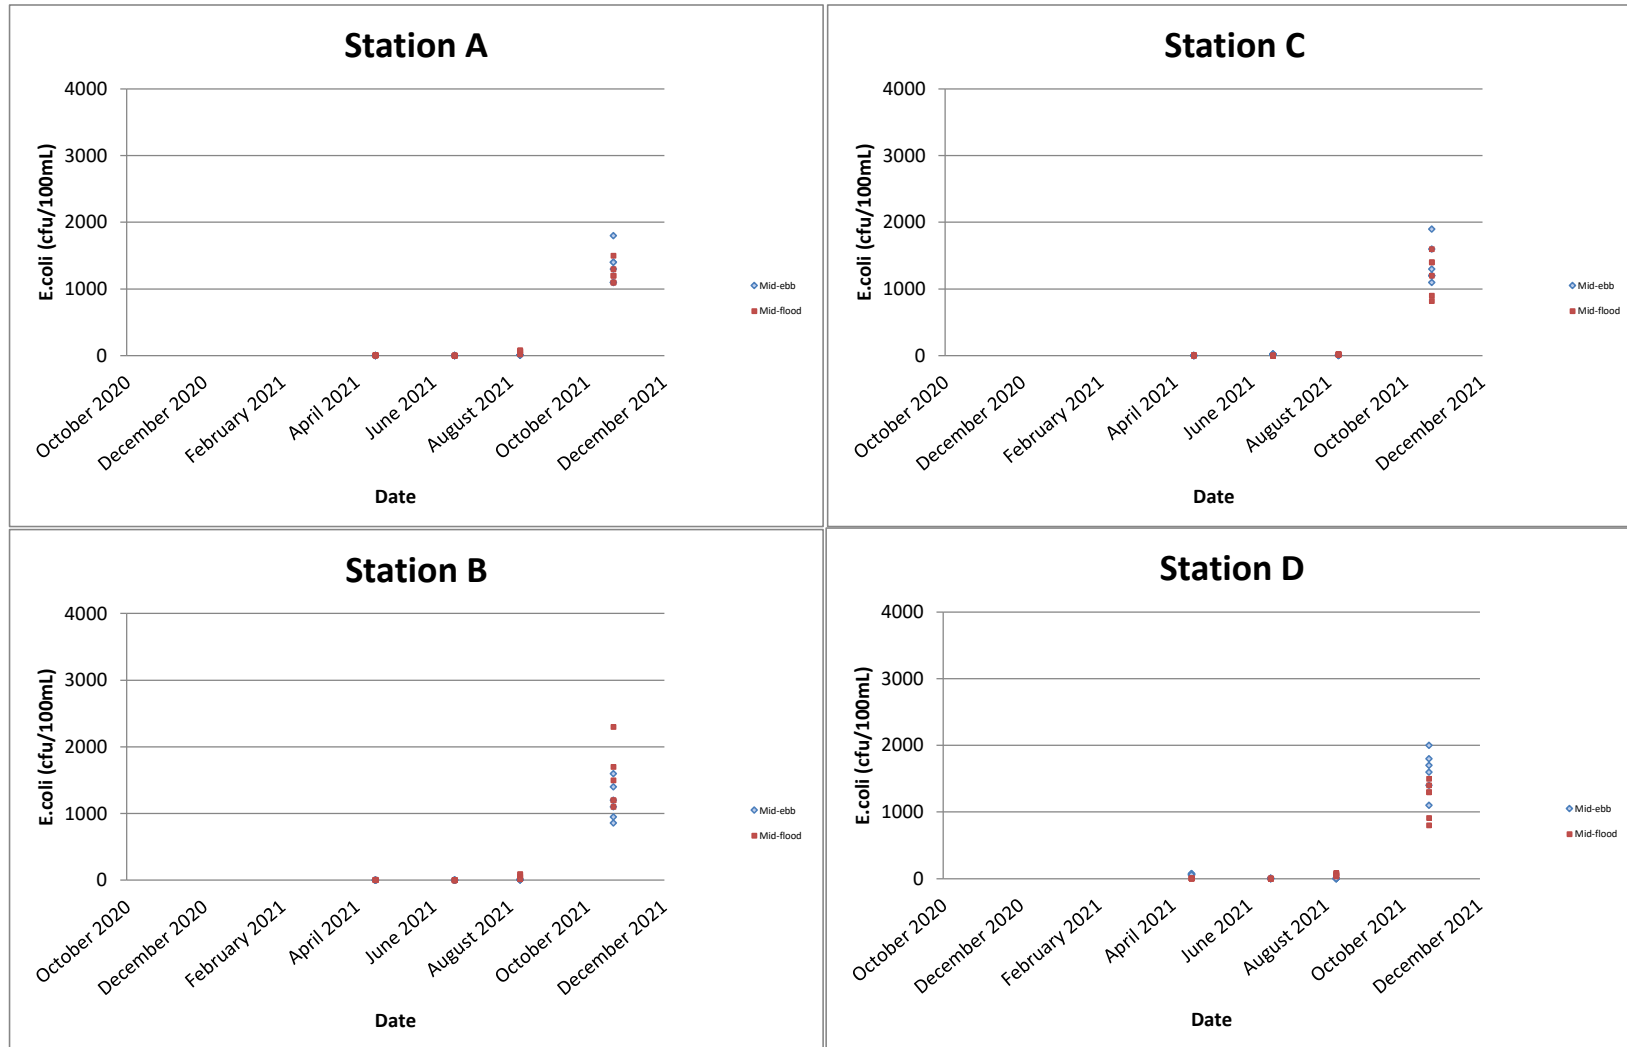 Station A
4000
3000
2000
1000
0
E.coli (cfu/100mL)
October 2020
December 2020
February 2021
April 2021
June 2021
August 2021
October 2021
December 2021
Date
Mid-ebb
Mid-flood
Station C
4000
3000
2000
1000
0
E.coli (cfu/100mL)
October 2020
December 2020
February 2021
April 2021
June 2021
August 2021
October 2021
December 2021
Date
Mid-ebb
Mid-flood
Station B
4000
3000
2000
1000
0
E.coli (cfu/100mL)
October 2020
December 2020
February 2021
April 2021
June 2021
August 2021
October 2021
December 2021
Date
Mid-ebb
Mid-flood
Station D
4000
3000
2000
1000
0
E.coli (cfu/100mL)
October 2020
December 2020
February 2021
April 2021
June 2021
August 2021
October 2021
December 2021
Date
Mid-ebb
Mid-flood